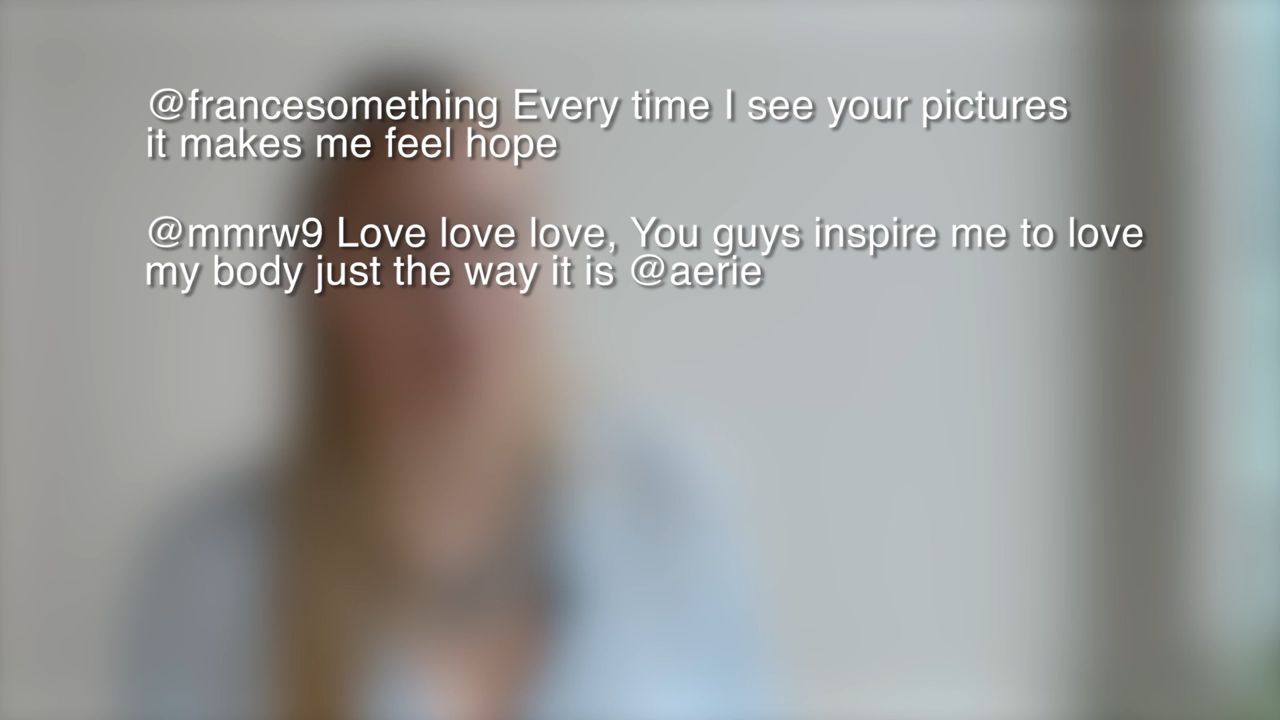 @francesomething Every time I see your pictures
it makes me feel hope
@mmrw9 Love love love, You guys inspire me to love
my body just the way it is @aerie